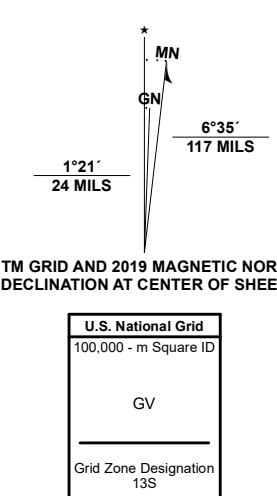 MN
GN
6°35´
117 MILS
1°21´
24 MILS
TM GRID AND 2019 MAGNETIC NOR
DECLINATION AT CENTER OF SHEE
U.S. National Grid
100,000 - m Square ID
GV
Grid Zone Designation
13S